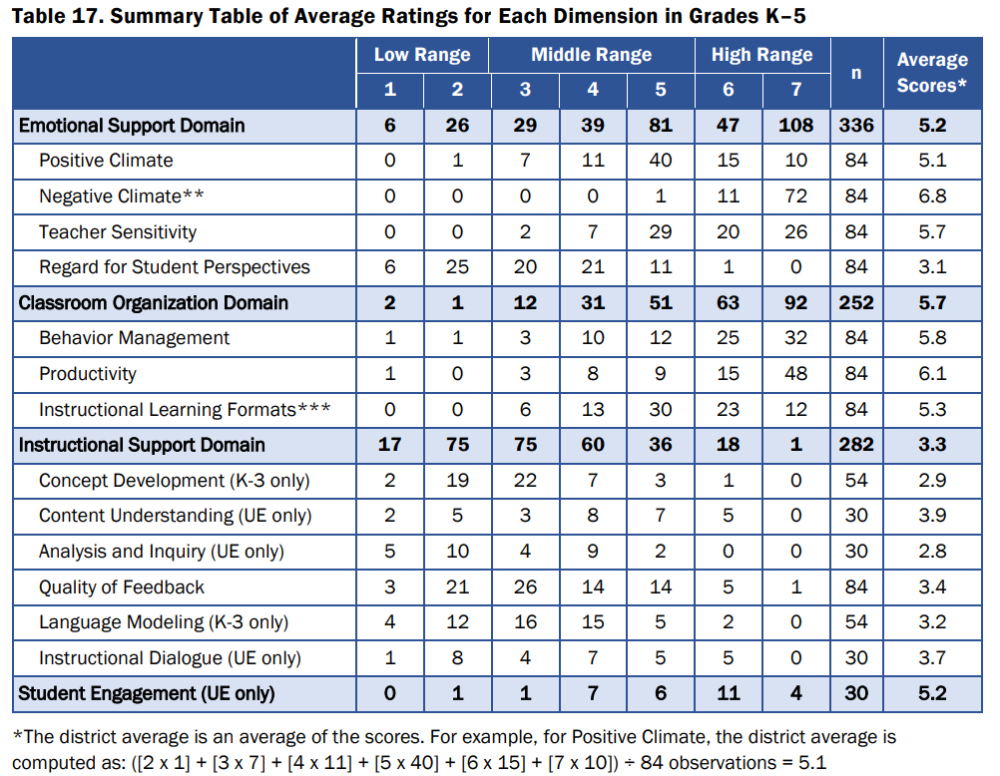 Table 17. Summary Table of Average Ratings for Each Dimension in Grades K–5
Low Range Middle Range High Range n Average Scores*
1 2 3 4 5 6 7
Emotional Support Domain 6 26 29 39 81 47 108 336 5.2
Positive Climate 0 1 7 11 40 15 10 84 5.1
Negative Climate** 0 0 0 0 1 11 72 84 6.8
Teacher Sensitivity 0 0 2 7 29 20 26 84 5.7
Regard for Student Perspectives 6 25 20 21 11 1 0 84 3.1
Classroom Organization Domain 2 1 12 31 51 63 92 252 5.7
Behavior Management 1 1 3 10 12 25 32 84 5.8
Productivity 1 0 3 8 9 15 48 84 6.1
Instructional Learning Formats*** 0 0 6 13 30 23 12 84 5.3
Instructional Support Domain 17 75 75 60 36 18 1 282 3.3
Concept Development (K-3 only) 2 19 22 7 3 1 0 54 2.9
Content Understanding (UE only) 2 5 3 8 7 5 0 30 3.9
Analysis and Inquiry (UE only) 5 10 4 9 2 0 0 30 2.8
Quality of Feedback 3 21 26 14 14 5 1 84 3.4
Language Modeling (K-3 only) 4 12 16 15 5 2 0 54 3.2
Instructional Dialogue (UE only) 1 8 4 7 5 5 0 30 3.7
Student Engagement (UE only) 0 1 1 7 6 11 4 30 5.2
*The district average is an average of the scores. For example, for Positive Climate, the district average is
computed as: ([2 x 1] + [3 x 7] + [4 x 11] + [5 x 40] + [6 x 15] + [7 x 10]) ÷ 84 observations = 5.1